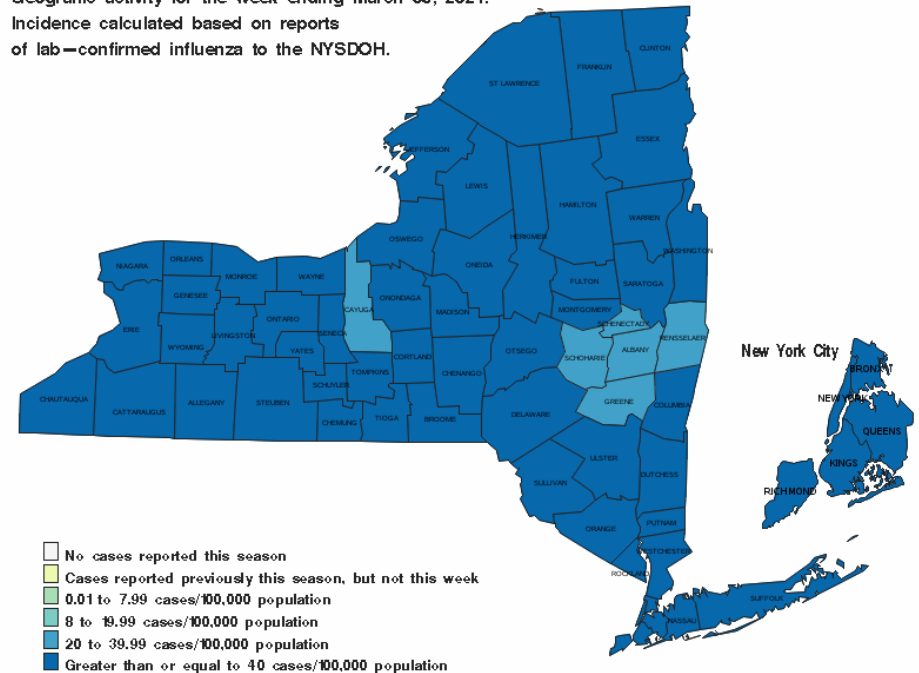 Incidence calculated based on reports
of lab-confirmed influenza to the NYSDOH.
CLINTON
FRANKLIN
ST LAWRENCE
ESSEX
JEFFERSON
LEWIS
HAMILTON
WARREN
HERKIMER
OSWEGO
WASHINGTON
ONEIDA
NIAGARA
ORLEANS
MONROE
WAYNE
FULTON
SARATOGA
GENESEE
CAYUGA
ONONDAGA
MADISON
MONTGOMERY
ONTARIO
SCHENECTADY
ERIE
LIVINGSTON
SENECA
RENSSELAER
WYOMING
YATES
OTSEGO
SCHOHARIE
ALBANY
New York City
CORTLAND
CHENANGO
TOMPKINS
BRONX
SCHUYLER
CHAUTAUQUA
CATTARAUGUS
ALLEGANY
STEUBEN
GREENE
COLUMBIA
NEW YORK
CHEMUNG
TIOGA
BROOME
DELAWARE
QUEENS
ULSTER
KINGS
DUTCHESS
SULLIVAN
RICHMOND
ORANGE
PUTNAM
WESTCHESTER
ROCKLAND
SUFFOLK
NASSAU
No cases reported this season
Cases reported previously this season, but not this week
0.01 to 7.99 cases/100,000 population
8 to 19.99 cases/100,000 population
20 to 39.99 cases/100,000 population
Greater than or equal to 40 cases/100,000 population